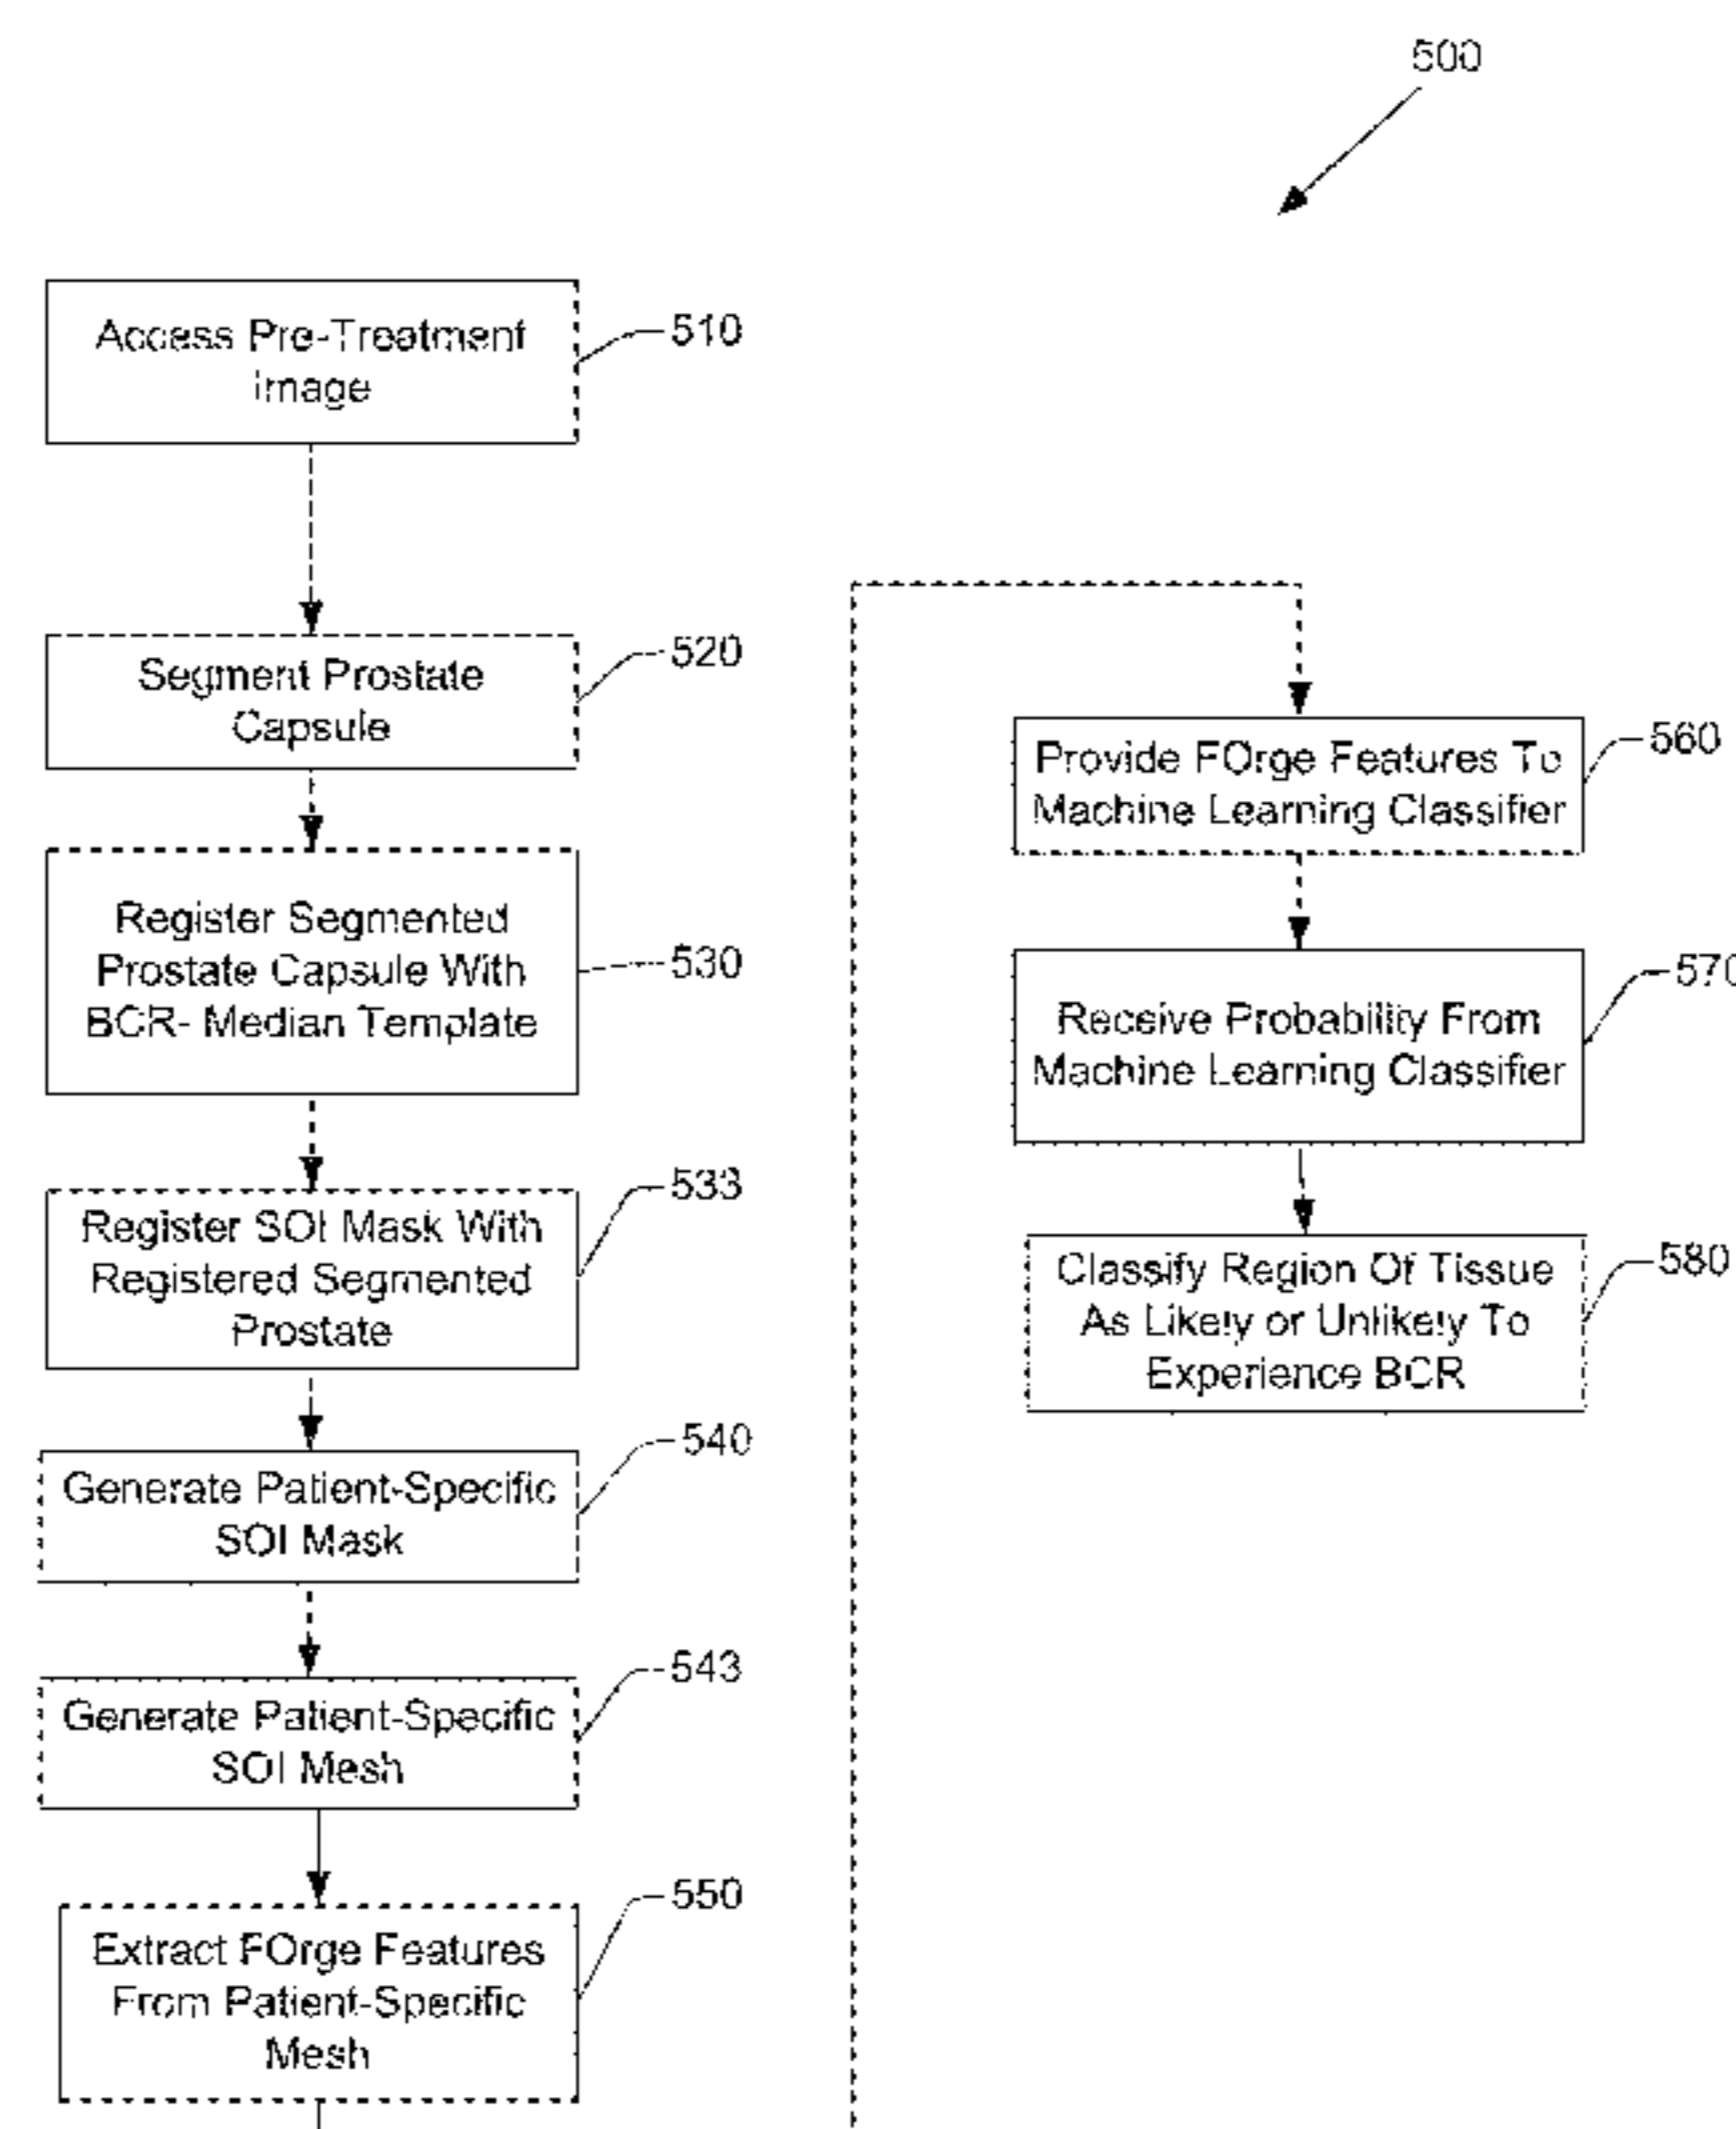 500
Access Pre-Treatment
Image
510
Segment Prostate
Capsule
520
Register Segmented
Prostate Capsule With
BCR- Median Template
530
Register SOI Mask With
Registered Segmented
Prostate
533
Generate Patient-Specific
SOI Mask
540
Generate Patient-Specific
SOI Mesh
543
Extract FOrge Features
From Patient-Specific
Mesh
550
Provide FOrge Features To
Machine Learning Classifier
560
Receive Probability From
Machine Learning Classifier
570
Classify Region Of Tissue
As Likely or Unlikely To
Experience BCR
580